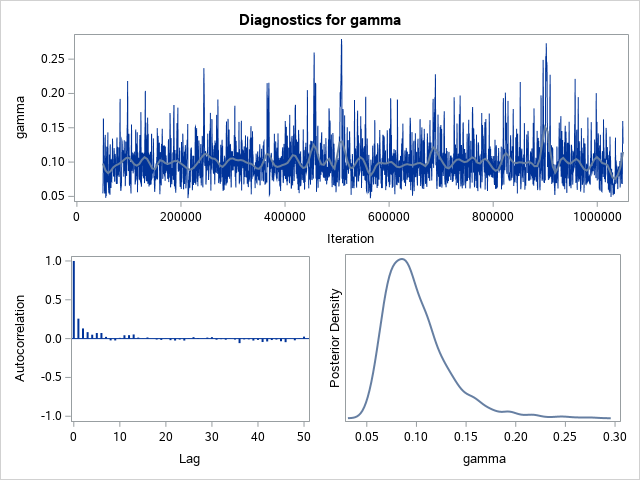 Diagnostics for gamma
gamma
0.25
0.20
0.15
0.10
0.05
0 200000 400000 600000 800000 1000000
Iteration
Autocorrelation
1.0
0.5
0.0
-0.5
-1.0
0 10 20 30 40 50
Lag
Posterior Density
0.05 0.10 0.15 0.20 0.25 0.30
gamma